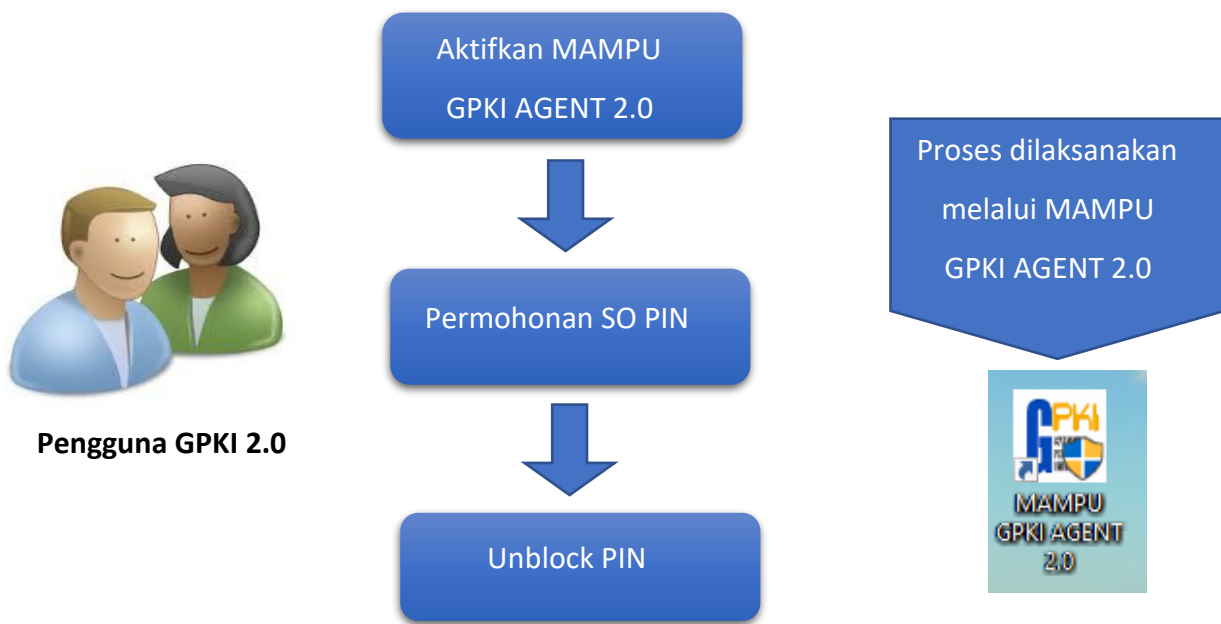 Aktifkan MAMPU
GPKI AGENT 2.0
Permohonan SO PIN
Unblock PIN
Pengguna GPKI 2.0
Proses dilaksanakan
melalui MAMPU
GPKI AGENT 2.0
GPKI
MAMPU
GPKI AGENT
2.0